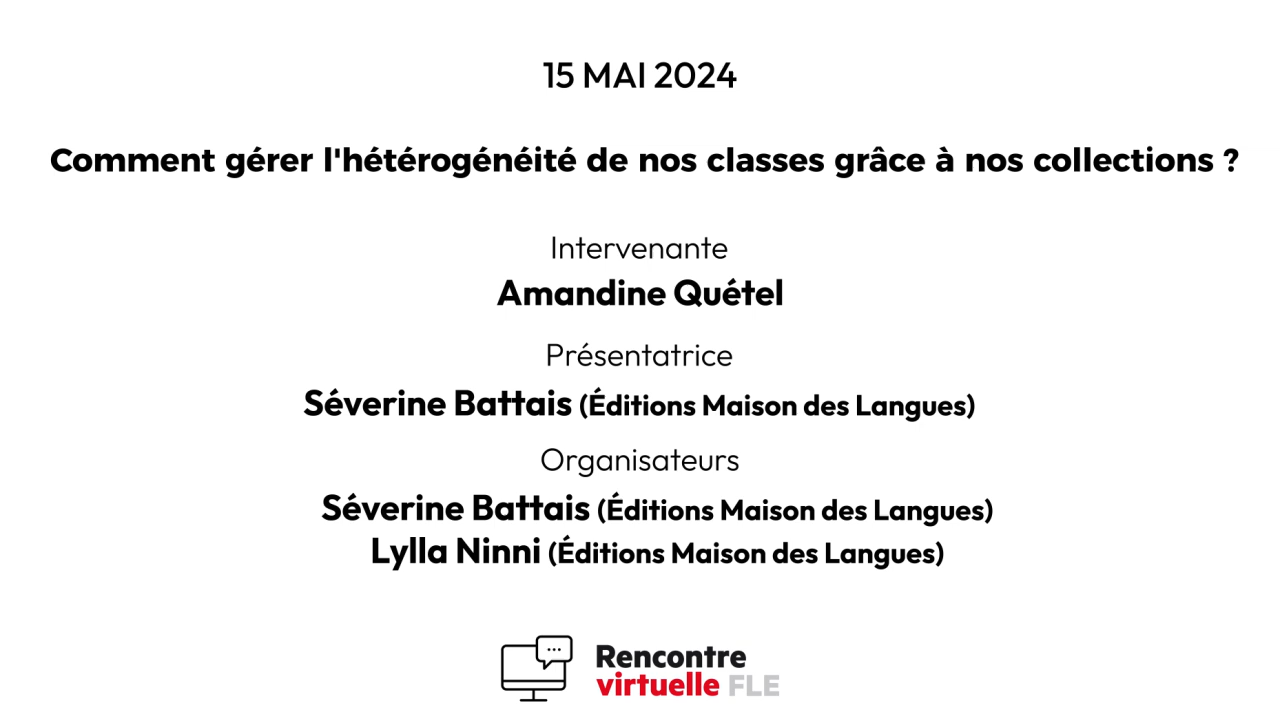 15 MAI 2024
Comment gérer l'hétérogénéité de nos classes grâce à nos collections ?
Intervenante
Amandine Quétel
Présentatrice
Séverine Battais (Éditions Maison des Langues)
Organisateurs
Séverine Battais (Éditions Maison des Langues)
Lylla Ninni (Éditions Maison des Langues)
Rencontre
virtuelle FLE